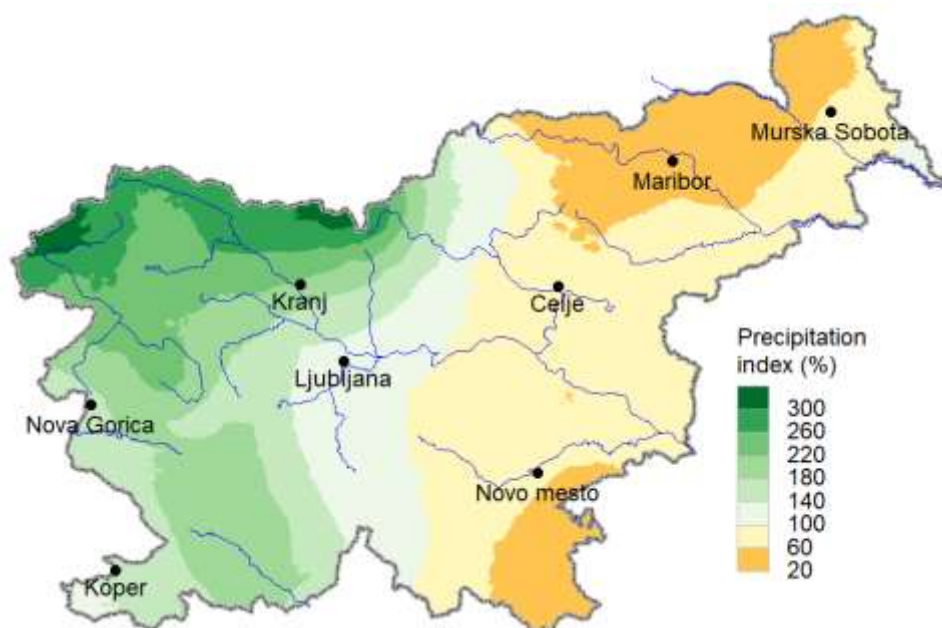 Murska Sobota
Maribor
Kranj
Celje
Ljubljana
Nova Gorica
Novo mesto
Koper
Precipitation
index (%)
300
260
220
180
140
100
60
20